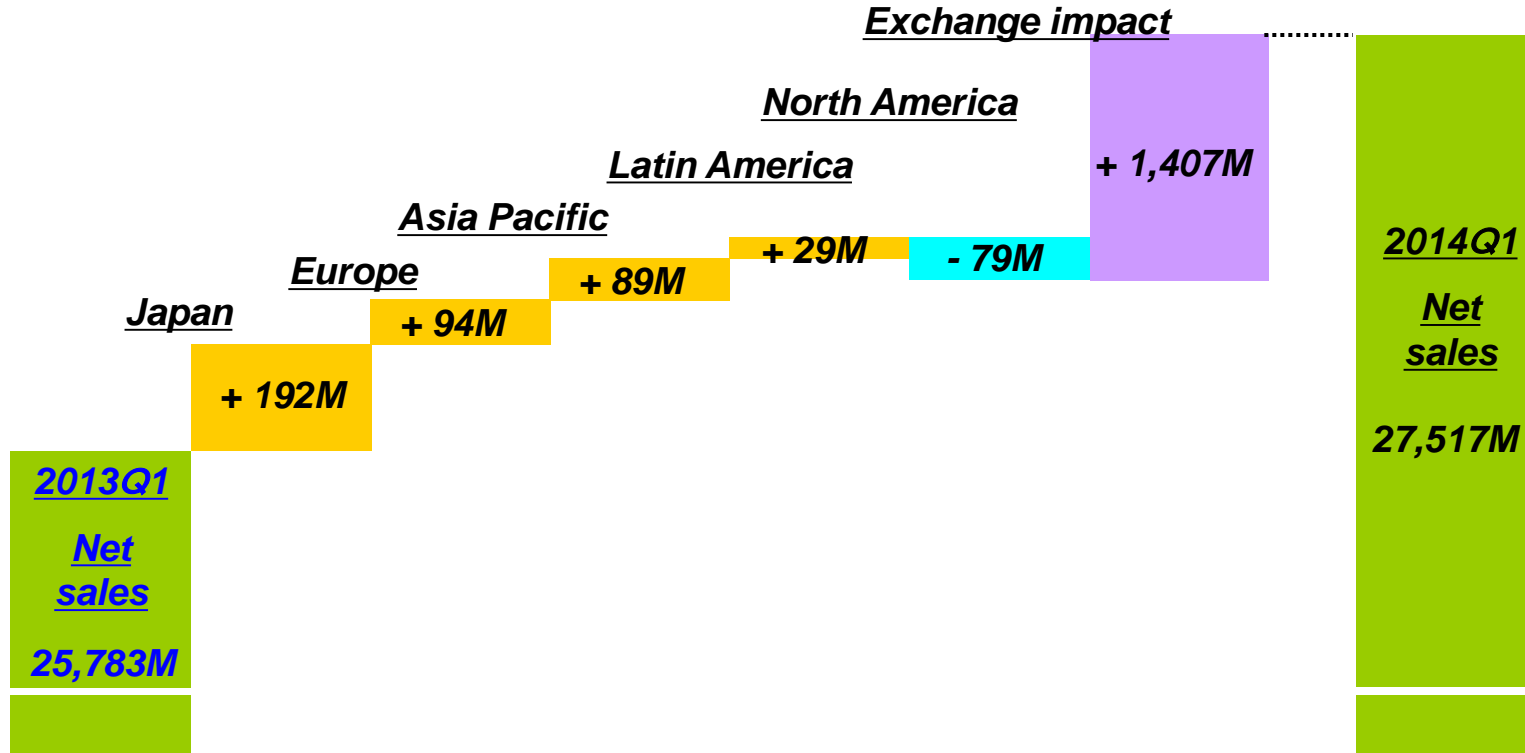 Exchange impact
North America
Latin America
+ 1,407M
Asia Pacific
+ 29M
- 79M
2014Q1
Europe
+ 89M
Japan
+ 94M
Net
sales
+ 192M
27,517M
2013Q1
Net
sales
25,783M